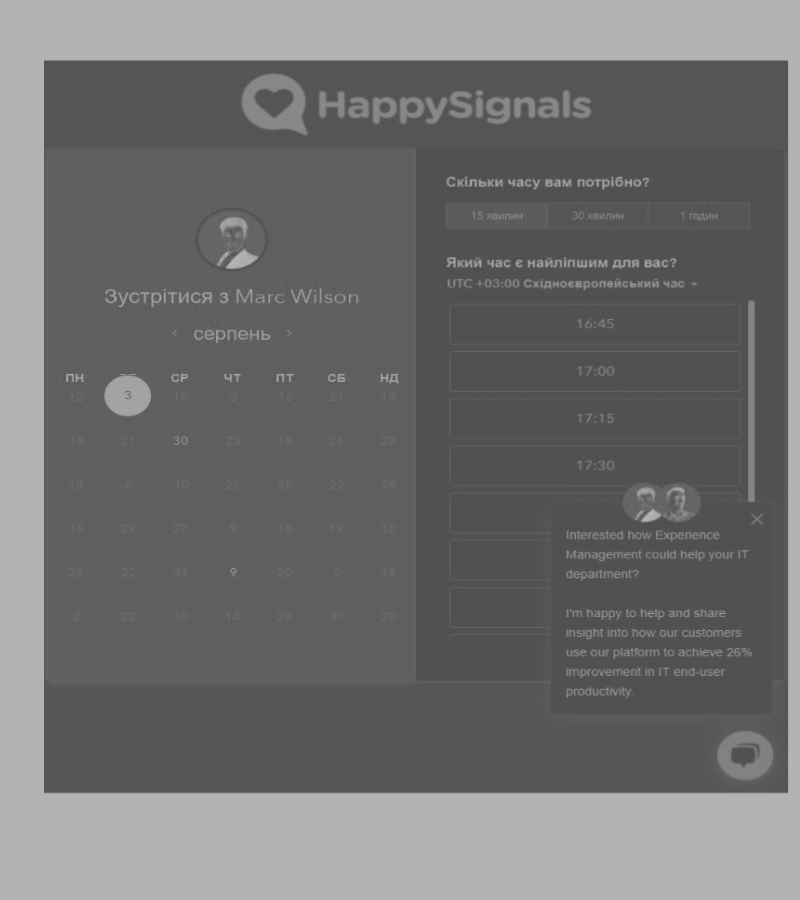 HappySignals
Зустрітися з Marc Wilson
серпень
ПН ВТ СР ЧТ ПТ СБ НД
12 3 18 3 16 21 19
18 21 30 23 13 26 27
13 6 10 22 25 22 29
15 29 27 9 18 19 12
26 22 31 9 20 2 19
2 22 10 14 28 31 20
Скільки часу вам потрібно?
15 хвилин 30 хвилин 1 годин
Який час є найліпшим для вас?
UTC +03:00 Східноєвропейський час
16:45
17:00
17:15
17:30
Interested how Experience
Management could help your IT
department?
I'm happy to help and share
insight into how our customers
use our platform to achieve 26%
improvement in IT end-user
productivity.